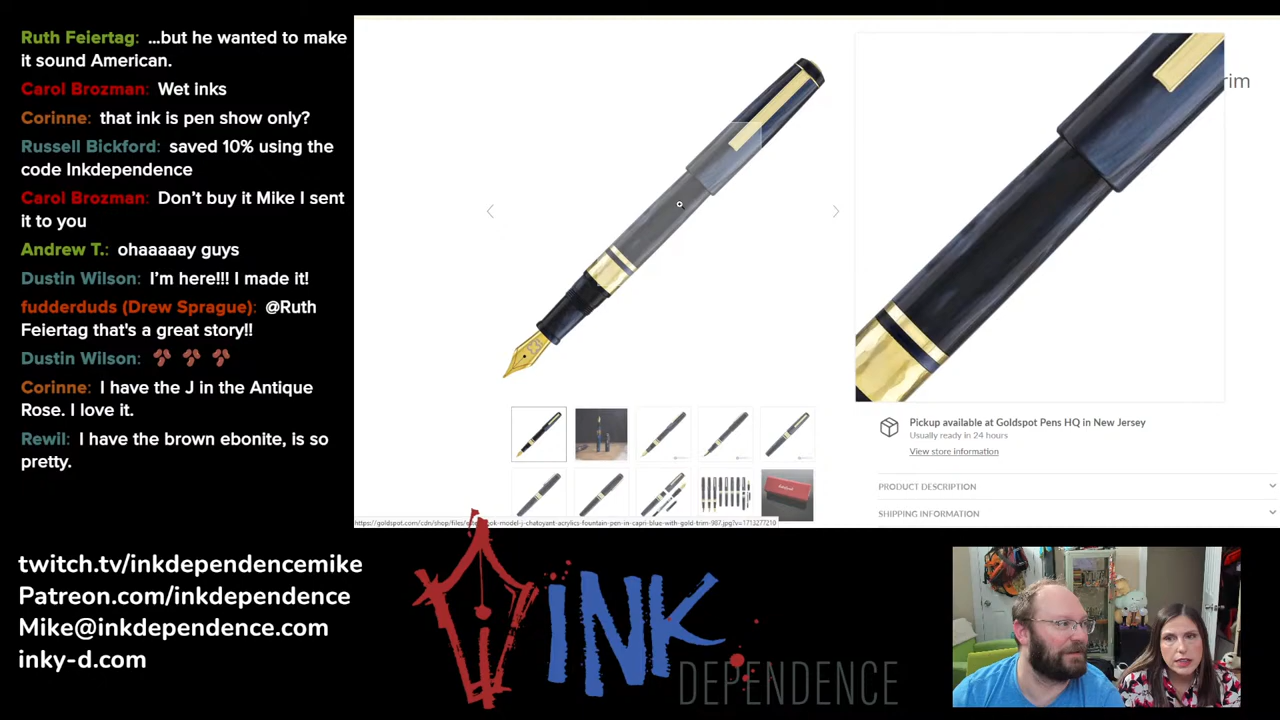 Ruth Feiertag: ...but he wanted to make
it sound American.
Carol Brozman: Wet inks
Corinne: that ink is pen show only?
Russell Bickford: saved 10% using the
code Inkdependence
Carol Brozman: Don't buy it Mike I sent
it to you
Andrew T.: ohaaaaay guys
Dustin Wilson: I'm here!!! I made it!
fudderduds (Drew Sprague): @Ruth
Feiertag that's a great story!!
Dustin Wilson:
Corinne: I have the J in the Antique
Rose. I love it.
Rewil: I have the brown ebonite, is so
pretty.
rim
Pickup available at Goldspot Pens HQ in New Jersey
Usually ready in 24 hours
View store information
PRODUCT DESCRIPTION
SHIPPING INFORMATION
twitch.tv/inkdependencemike
Patreon.com/inkdependence
Mike@inkdependence.com
inky-d.com
INK
DEPENDENCE